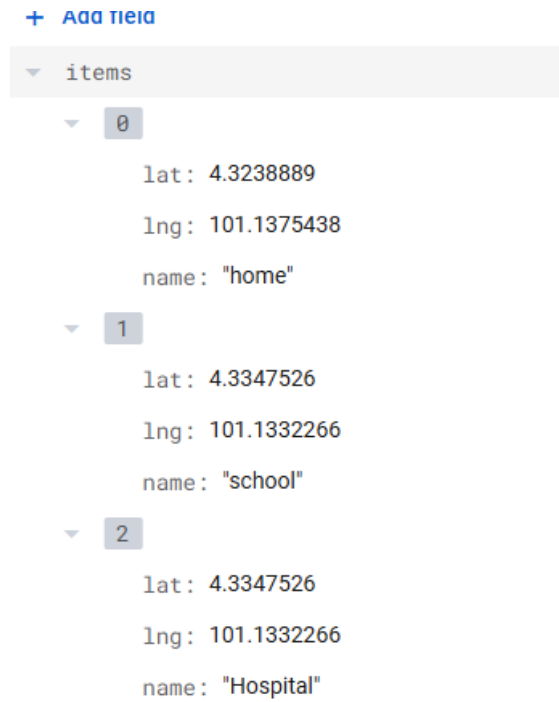 + Add field
items
0
lat: 4.3238889
lng: 101.1375438
name: "home"
1
lat: 4.3347526
lng: 101.1332266
name: "school"
2
lat: 4.3347526
lng: 101.1332266
name: "Hospital"